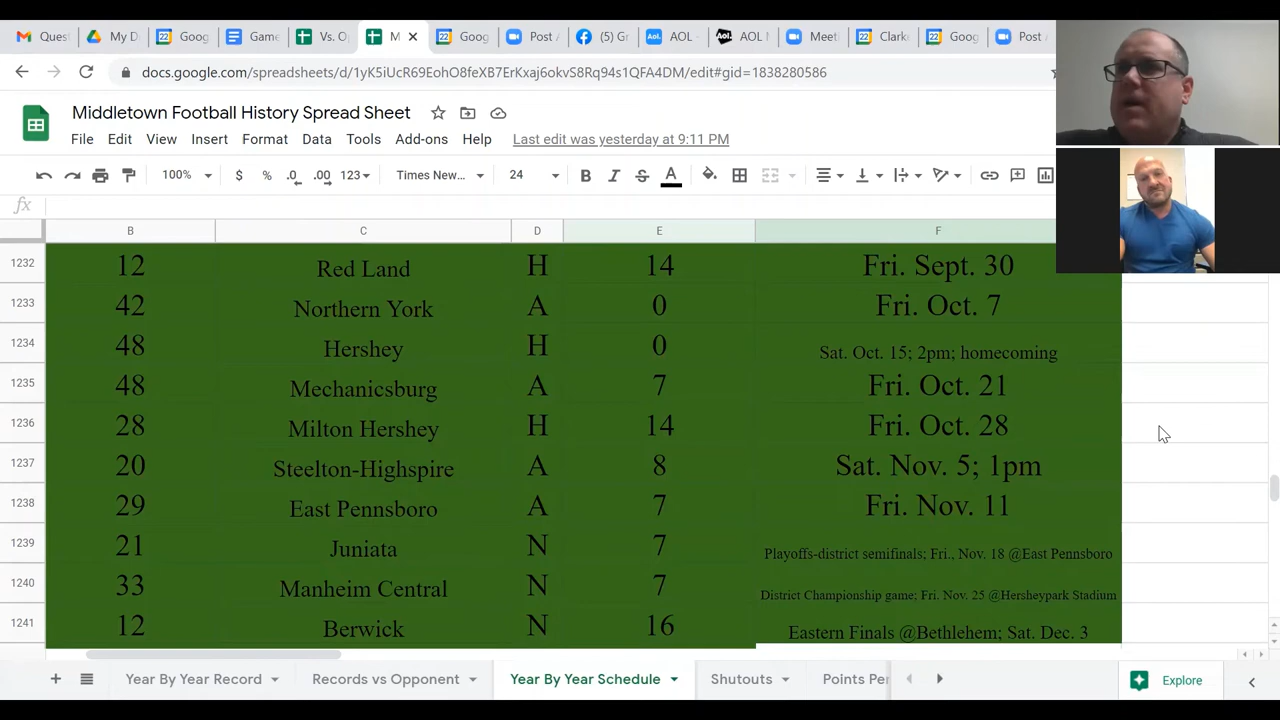 Quest
My D
Goog
Game
Vs. O
M
Goog
Post A
(5) Gr
AOL -
AOL M
Meet
Clark
Goog
Post A
docs.google.com/spreadsheets/d/1yK5iUcR69EohO8feXB7ErKxaj6okvS8Rq94s1QFA4DM/edit#gid=1838280586
Middletown Football History Spread Sheet
File Edit View Insert Format Data Tools Add-ons Help Last edit was yesterday at 9:11 PM
100% $ % .0 .00 123 Times New... 24 B I S A
fx
B C D E F
1232 12 Red Land H 14 Fri. Sept. 30
1233 42 Northern York A 0 Fri. Oct. 7
1234 48 Hershey H 0 Sat. Oct. 15; 2pm; homecoming
1235 48 Mechanicsburg A 7 Fri. Oct. 21
1236 28 Milton Hershey H 14 Fri. Oct. 28
1237 20 Steelton-Highspire A 8 Sat. Nov. 5; 1pm
1238 29 East Pennsboro A 7 Fri. Nov. 11
1239 21 Juniata N 7 Playoffs-district semifinals; Fri., Nov. 18 @East Pennsboro
1240 33 Manheim Central N 7 District Championship game; Fri. Nov. 25 @Hersheypark Stadium
1241 12 Berwick N 16 Eastern Finals @Bethlehem; Sat. Dec. 3
Year By Year Record Records vs Opponent Year By Year Schedule Shutouts Points Per Explore